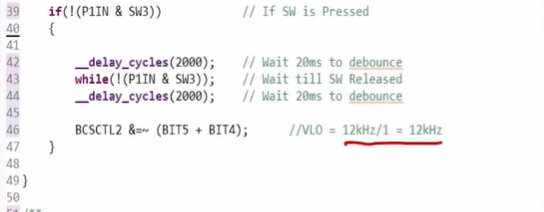 39 if(!(P1IN & SW3)) // If SW is Pressed
40 {
41
42 __delay_cycles(2000); // Wait 20ms to debounce
43 while(!(P1IN & SW3)); // Wait till SW Released
44 __delay_cycles(2000); // Wait 20ms to debounce
45
46 BCSCTL2 &=~ (BIT5 + BIT4); //VLO = 12kHz/1 = 12kHz
47 }
48
49 }
50